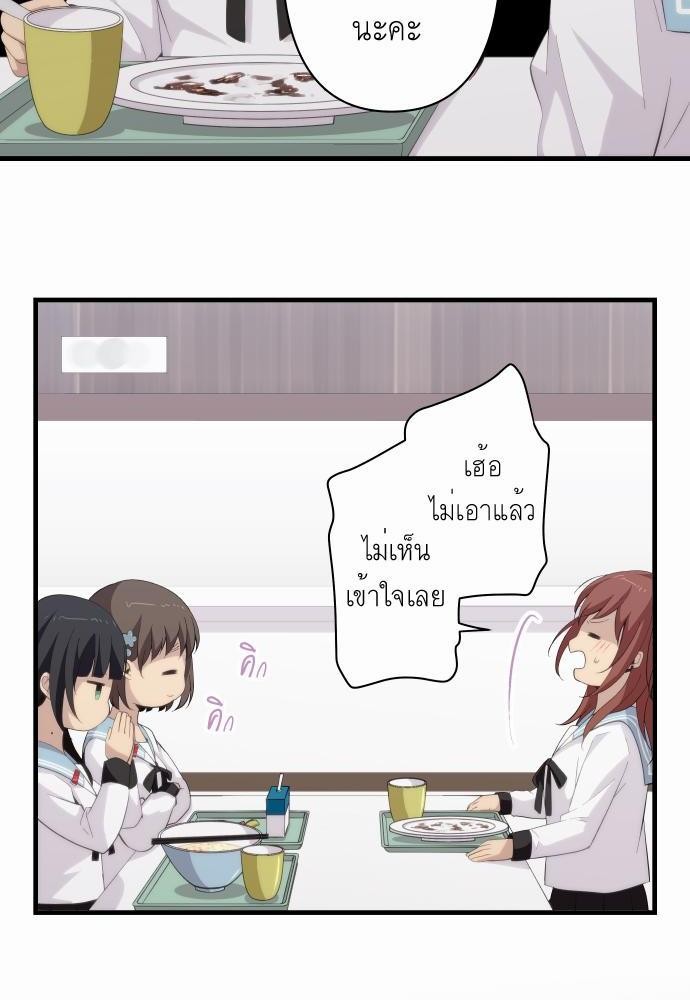 นะคะ
เฮ้อ
ไม่เอาแล้ว
ไม่เห็น
เข้าใจเลย
คิก
คิก